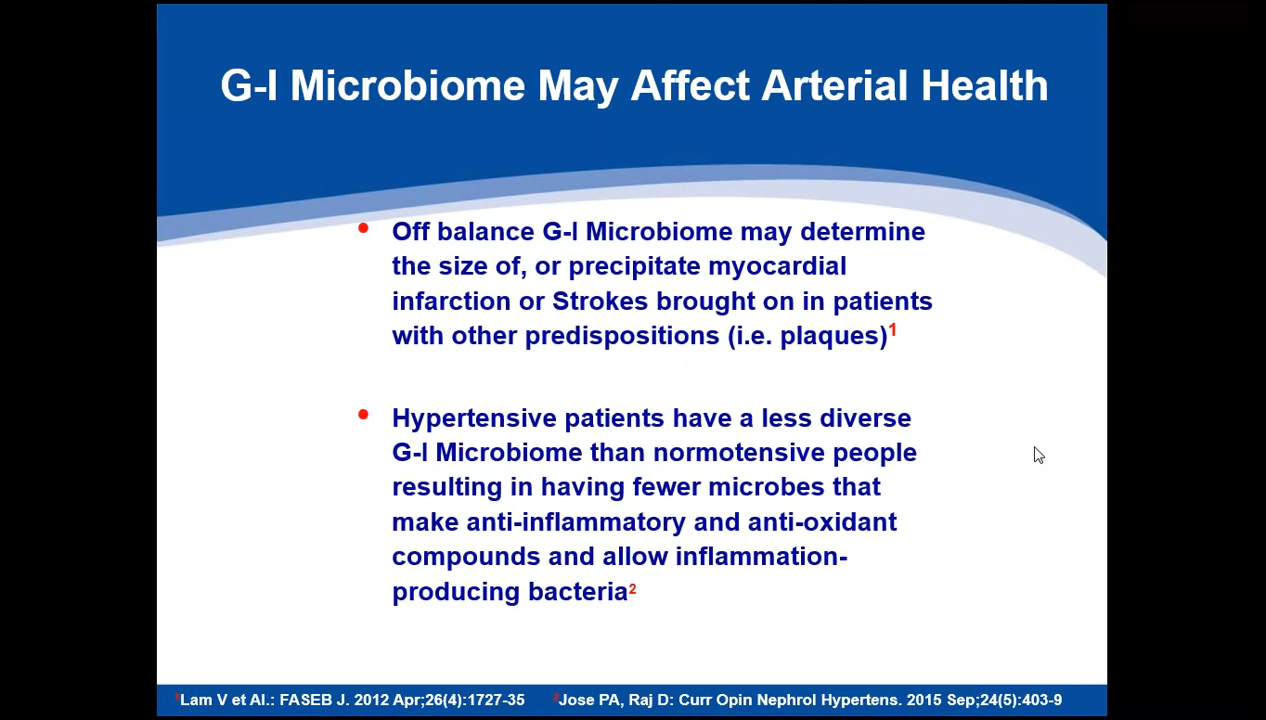 G-I Microbiome May Affect Arterial Health
• Off balance G-I Microbiome may determine
the size of, or precipitate myocardial
infarction or Strokes brought on in patients
with other predispositions (i.e. plaques)1
• Hypertensive patients have a less diverse
G-I Microbiome than normotensive people
resulting in having fewer microbes that
make anti-inflammatory and anti-oxidant
compounds and allow inflammation-
producing bacteria2
1Lam V et Al.: FASEB J. 2012 Apr;26(4):1727-35 2Jose PA, Raj D: Curr Opin Nephrol Hypertens. 2015 Sep;24(5):403-9